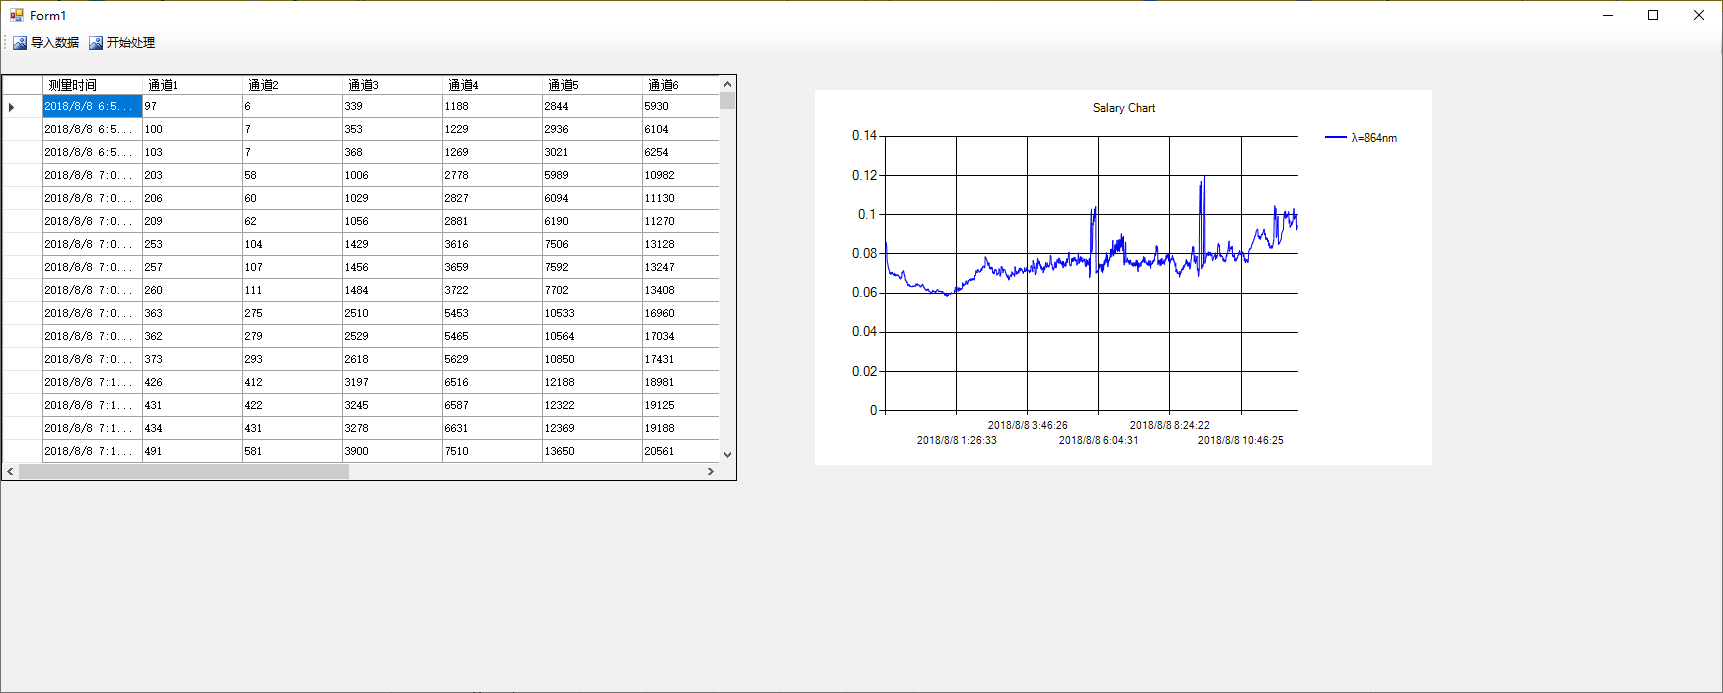 Form1
导入数据 开始处理
测量时间 通道1 通道2 通道3 通道4 通道5 通道6
2018/8/8 6:5... 97 6 339 1188 2844 5930
2018/8/8 6:5... 100 7 353 1229 2936 6104
2018/8/8 6:5... 103 7 368 1269 3021 6254
2018/8/8 7:0... 203 58 1006 2778 5989 10982
2018/8/8 7:0... 206 60 1029 2827 6094 11130
2018/8/8 7:0... 209 62 1056 2881 6190 11270
2018/8/8 7:0... 253 104 1429 3616 7506 13128
2018/8/8 7:0... 257 107 1456 3659 7592 13247
2018/8/8 7:0... 260 111 1484 3722 7702 13408
2018/8/8 7:0... 363 275 2510 5453 10533 16960
2018/8/8 7:0... 362 279 2529 5465 10564 17034
2018/8/8 7:0... 373 293 2618 5629 10850 17431
2018/8/8 7:1... 426 412 3197 6516 12188 18981
2018/8/8 7:1... 431 422 3245 6587 12322 19125
2018/8/8 7:1... 434 431 3278 6631 12369 19188
2018/8/8 7:1... 491 581 3900 7510 13650 20561
Salary Chart
λ=864nm
0.14
0.12
0.1
0.08
0.06
0.04
0.02
0
2018/8/8 3:46:26 2018/8/8 8:24:22
2018/8/8 1:26:33 2018/8/8 6:04:31 2018/8/8 10:46:25